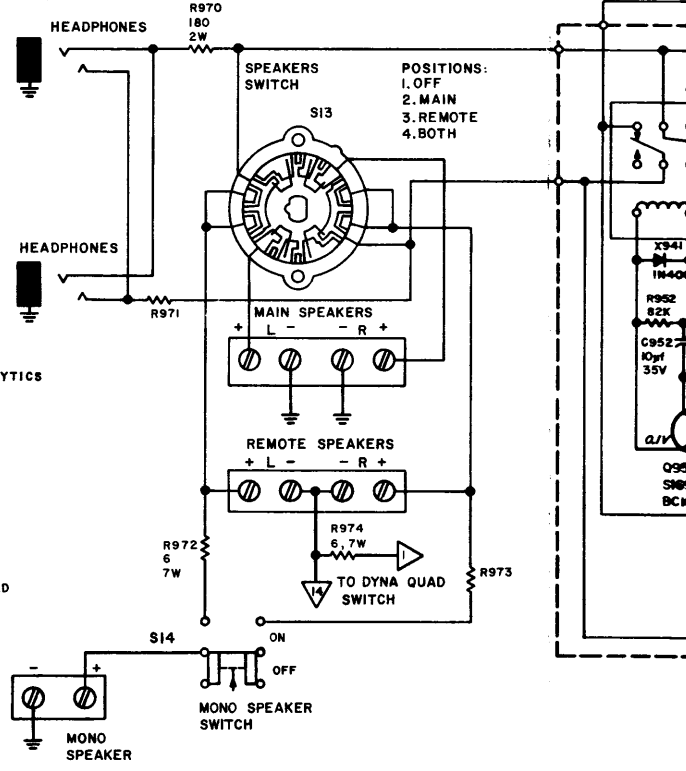 R970
180
2W
HEADPHONES
SPEAKERS
SWITCH
S13
POSITIONS:
1. OFF
2. MAIN
3. REMOTE
4. BOTH
HEADPHONES
R971
X941
R952
82K
C952
10µf
35V
MAIN SPEAKERS
+ L - - R +
YTICS
REMOTE SPEAKERS
+ L - - R +
R974
6,7W
1
R972
6
7W
14
TO DYNA QUAD
SWITCH
R973
D
S14
ON
OFF
- +
MONO SPEAKER
SWITCH
MONO
SPEAKER